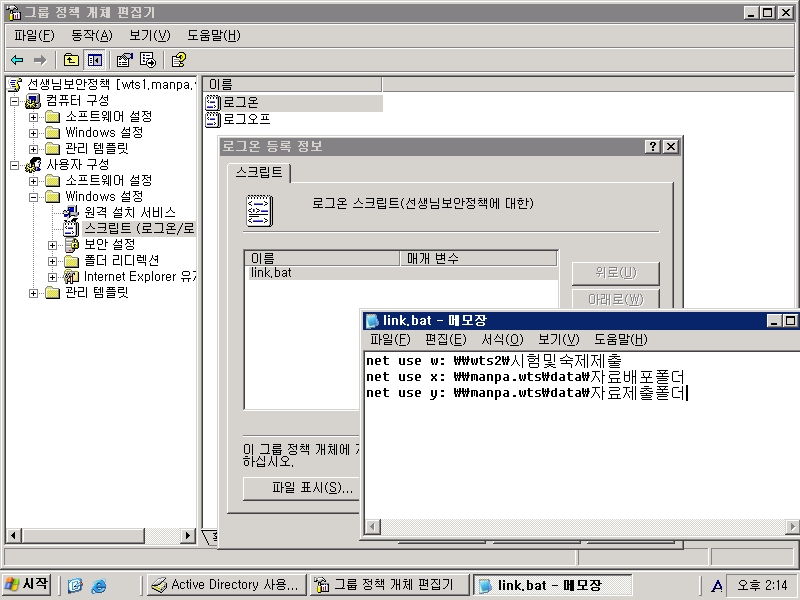 그룹 정책 개체 편집기
파일(F) 동작(A) 보기(V) 도움말(H)
선생님보안정책 [wts1.manpa.
컴퓨터 구성
소프트웨어 설정
Windows 설정
관리 템플릿
사용자 구성
소프트웨어 설정
Windows 설정
원격 설치 서비스
스크립트 (로그온/로
보안 설정
폴더 리디렉션
Internet Explorer 유지
관리 템플릿
이름
로그온
로그오프
로그온 등록 정보
스크립트
로그온 스크립트(선생님보안정책에 대한)
이름 매개 변수
link.bat
위로(U)
아래로(W)
이 그룹 정책 개체에
하십시오.
파일 표시(S)...
link.bat - 메모장
파일(F) 편집(E) 서식(O) 보기(V) 도움말(H)
net use w: ₩₩wts2₩시험및숙제제출
net use x: ₩₩manpa.wts₩data₩자료배포폴더
net use y: ₩₩manpa.wts₩data₩자료제출폴더
시작
Active Directory 사용...
그룹 정책 개체 편집기
link.bat - 메모장
A 오후 2:14